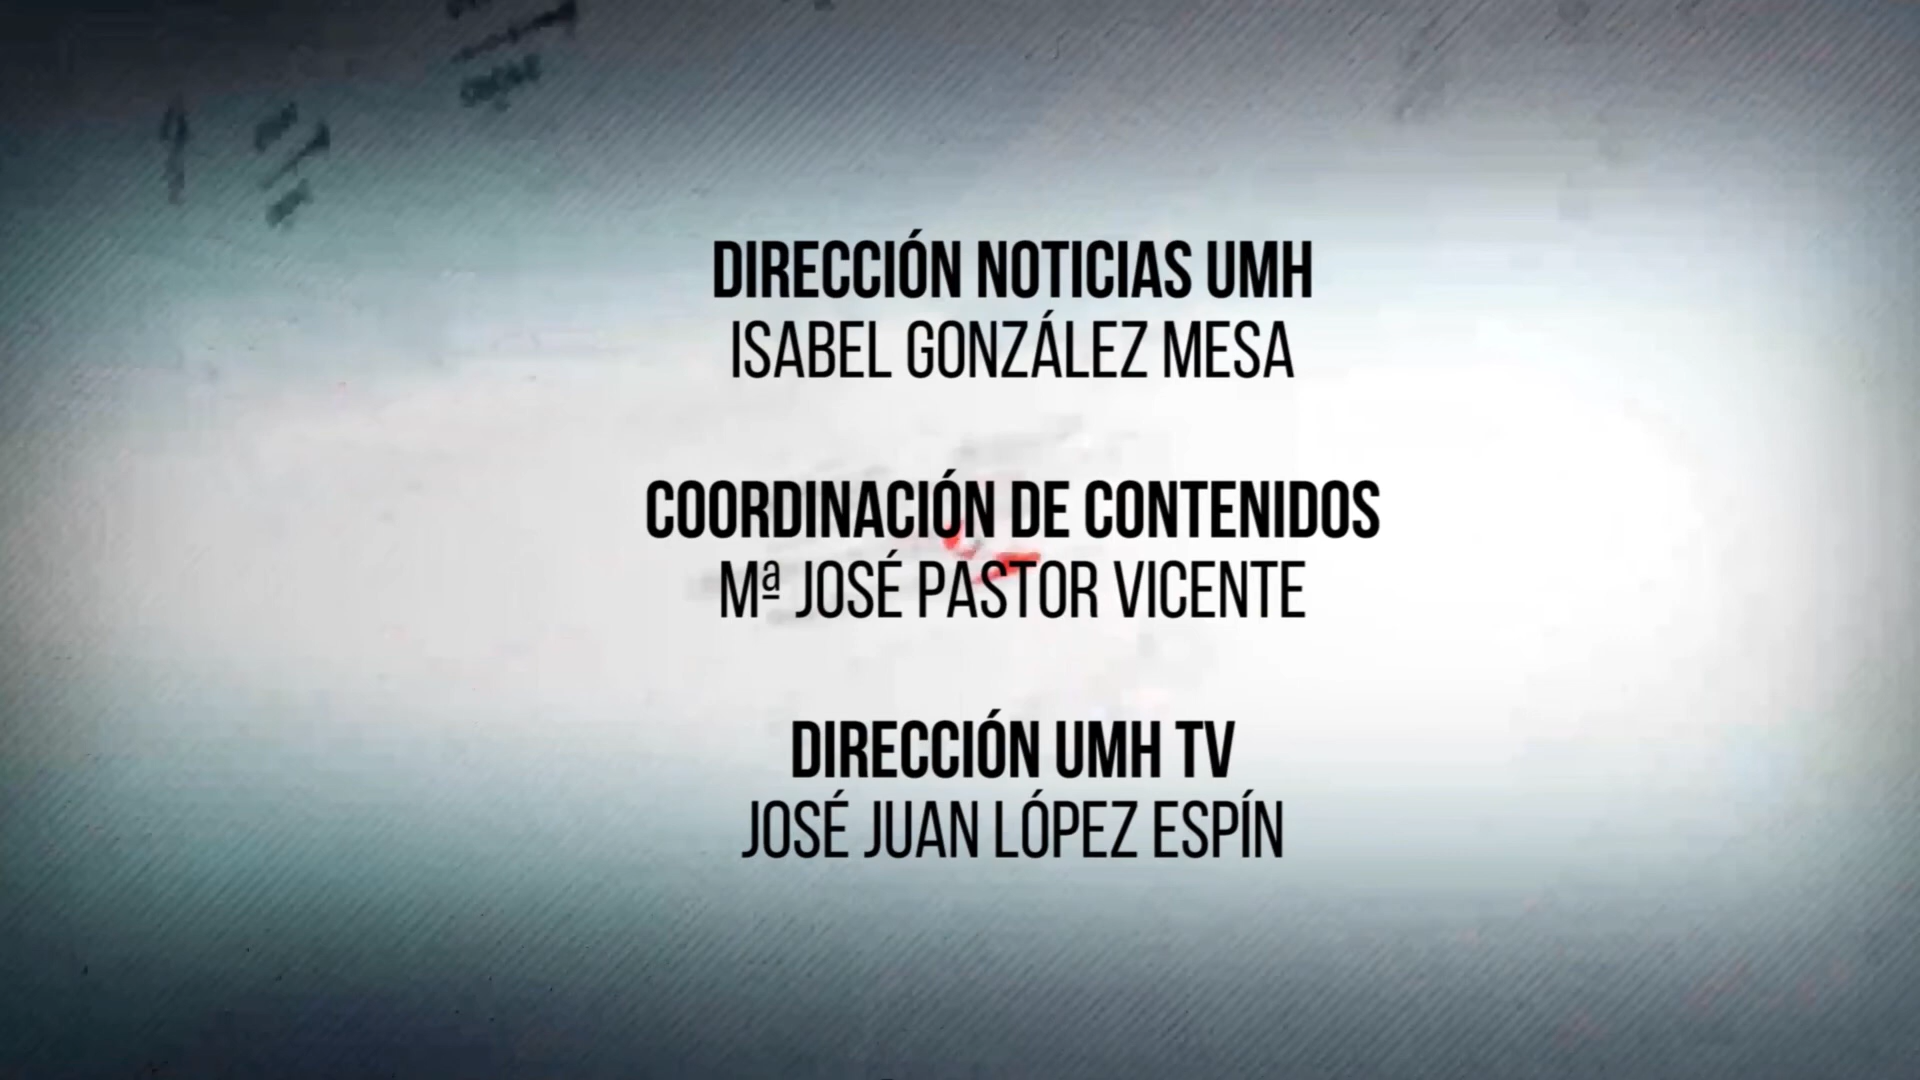 DIRECCIÓN NOTICIAS UMH
ISABEL GONZÁLEZ MESA
COORDINACIÓN DE CONTENIDOS
Mª JOSÉ PASTOR VICENTE
DIRECCIÓN UMH TV
JOSÉ JUAN LÓPEZ ESPÍN